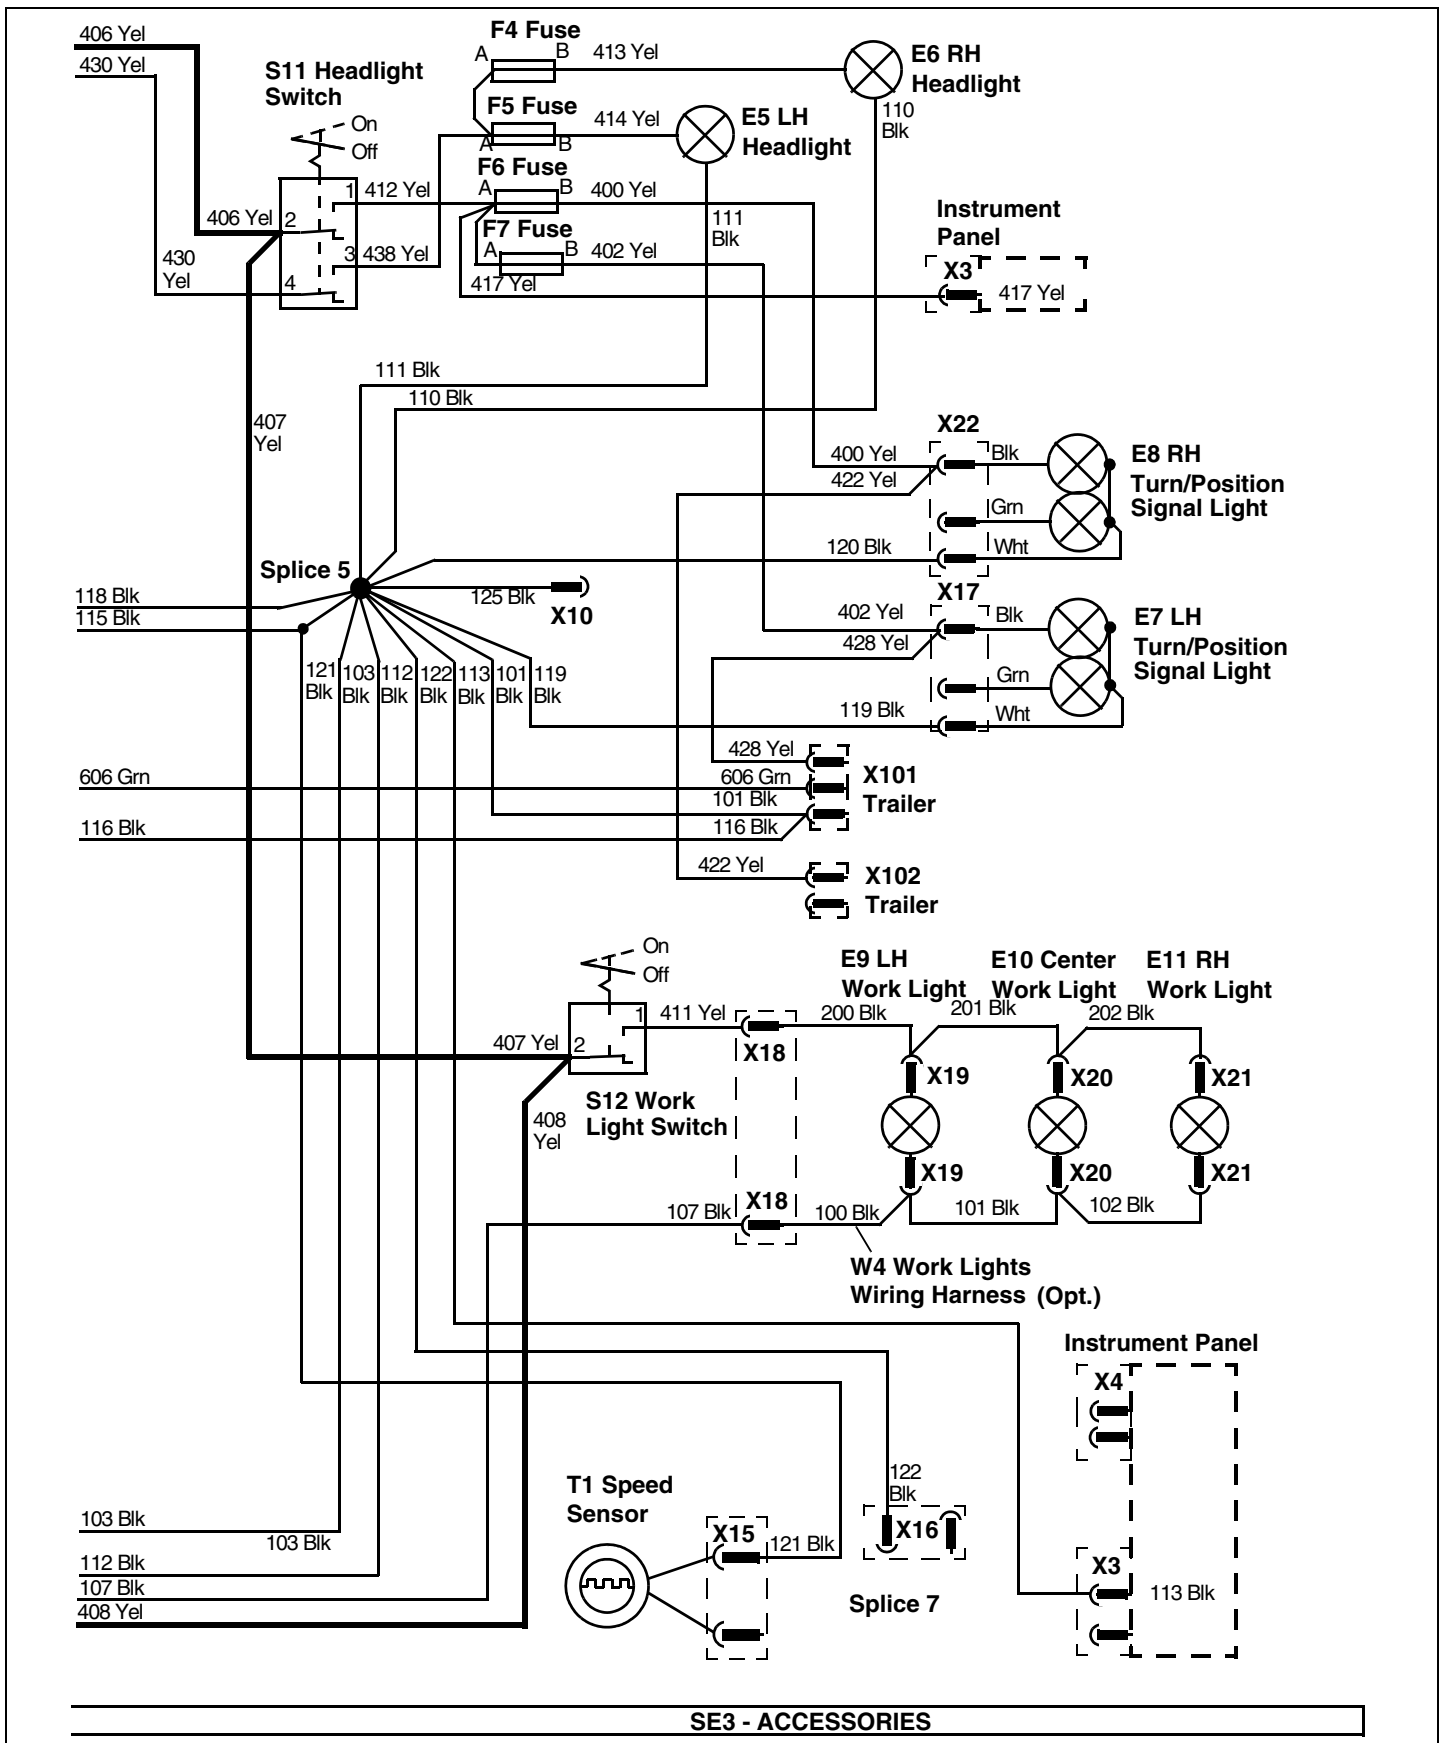 406 Yel
430 Yel
S11 Headlight
Switch
On
Off
F4 Fuse
A
B
413 Yel
E6 RH
Headlight
110
Blk
F5 Fuse
A
B
414 Yel
E5 LH
Headlight
F6 Fuse
A
B
400 Yel
111
Blk
F7 Fuse
A
B
402 Yel
417 Yel
1
412 Yel
406 Yel
2
3
438 Yel
430
Yel
4
Instrument
Panel
X3
417 Yel
111 Blk
110 Blk
407
Yel
X22
400 Yel
422 Yel
Blk
E8 RH
Turn/Position
Signal Light
Grn
120 Blk
Wht
Splice 5
125 Blk
X10
118 Blk
115 Blk
X17
402 Yel
428 Yel
Blk
E7 LH
Turn/Position
Signal Light
Grn
119 Blk
Wht
121
Blk
103
Blk
112
Blk
122
Blk
113
Blk
101
Blk
119
Blk
428 Yel
606 Grn
606 Grn
101 Blk
X101
Trailer
116 Blk
116 Blk
422 Yel
X102
Trailer
On
Off
E9 LH
Work Light
E10 Center
Work Light
E11 RH
Work Light
1
411 Yel
200 Blk
201 Blk
202 Blk
407 Yel
2
X18
X19
X20
X21
S12 Work
Light Switch
408
Yel
X19
X20
X21
107 Blk
X18
100 Blk
101 Blk
102 Blk
W4 Work Lights
Wiring Harness (Opt.)
Instrument Panel
X4
122
Blk
X16
Splice 7
T1 Speed
Sensor
X15
121 Blk
X3
113 Blk
103 Blk
103 Blk
112 Blk
107 Blk
408 Yel
SE3 - ACCESSORIES